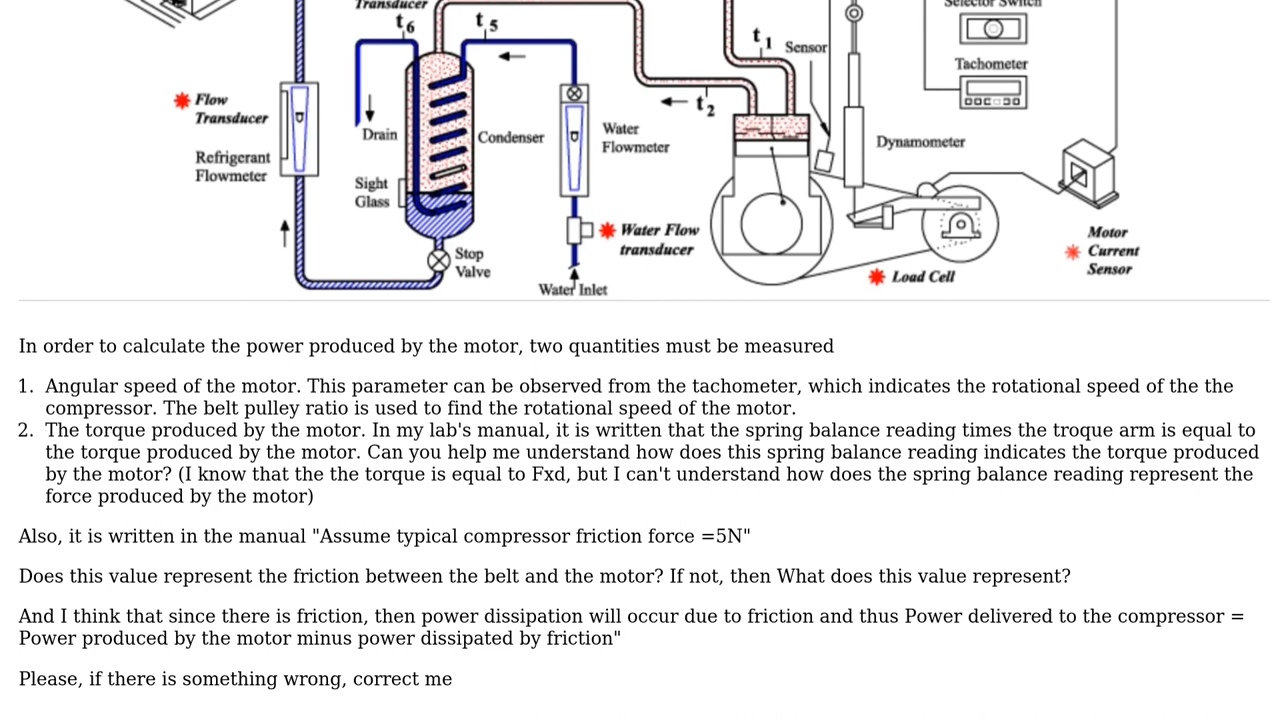 Transducer
Selector Switch
t6
t5
t1
Sensor
Tachometer
Flow
Transducer
t2
Drain
Condenser
Water
Flowmeter
Dynamometer
Refrigerant
Flowmeter
Sight
Glass
Water Flow
transducer
Motor
Current
Sensor
Stop
Valve
Load Cell
Water Inlet
In order to calculate the power produced by the motor, two quantities must be measured
1. Angular speed of the motor. This parameter can be observed from the tachometer, which indicates the rotational speed of the the
compressor. The belt pulley ratio is used to find the rotational speed of the motor.
2. The torque produced by the motor. In my lab's manual, it is written that the spring balance reading times the troque arm is equal to
the torque produced by the motor. Can you help me understand how does this spring balance reading indicates the torque produced
by the motor? (I know that the the torque is equal to Fxd, but I can't understand how does the spring balance reading represent the
force produced by the motor)
Also, it is written in the manual "Assume typical compressor friction force =5N"
Does this value represent the friction between the belt and the motor? If not, then What does this value represent?
And I think that since there is friction, then power dissipation will occur due to friction and thus Power delivered to the compressor =
Power produced by the motor minus power dissipated by friction"
Please, if there is something wrong, correct me